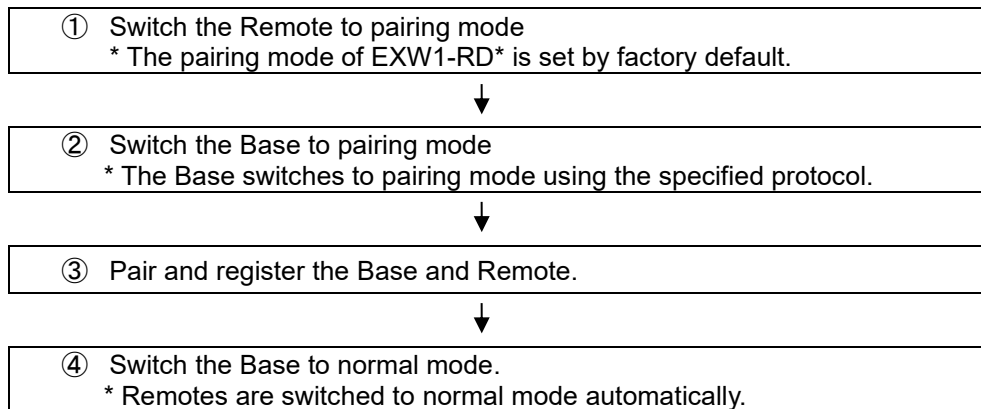 ① Switch the Remote to pairing mode
* The pairing mode of EXW1-RD* is set by factory default.
② Switch the Base to pairing mode
* The Base switches to pairing mode using the specified protocol.
③ Pair and register the Base and Remote.
④ Switch the Base to normal mode.
* Remotes are switched to normal mode automatically.